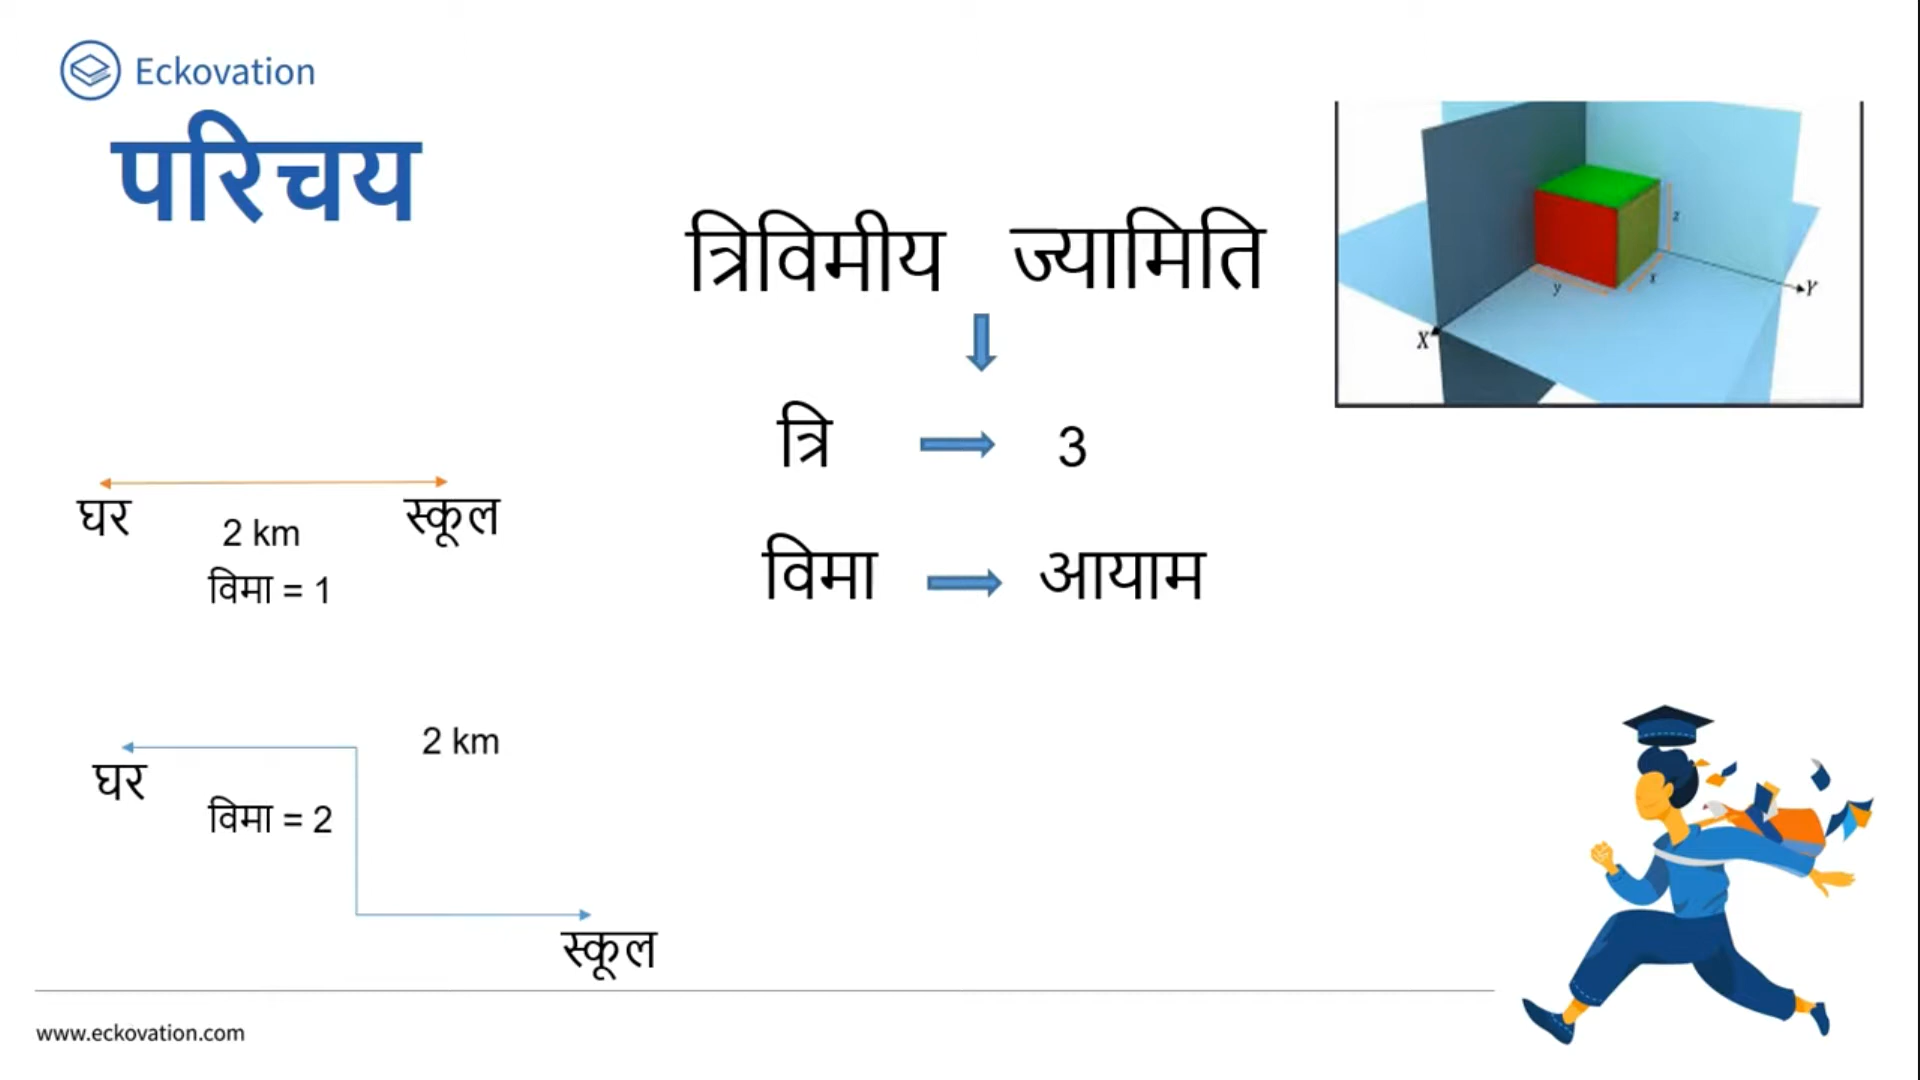 Eckovation
परिचय
त्रिविमीय ज्यामिति
त्रि 3
विमा आयाम
z
y
x
X
Y
घर स्कूल
2 km
विमा = 1
2 km
घर
विमा = 2
स्कूल
www.eckovation.com